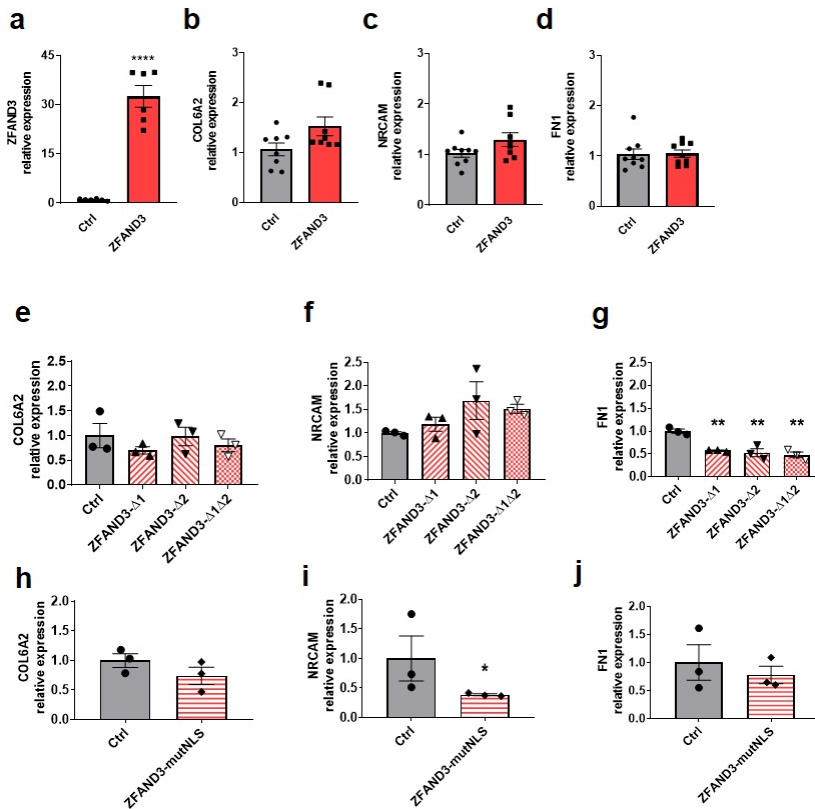 a
b
c
d
ZFAND3
relative expression
45
30
15
0
****
Ctrl
ZFAND3
COL6A2
relative expression
3
2
1
0
Ctrl
ZFAND3
NRCAM
relative expression
3
2
1
0
Ctrl
ZFAND3
FN1
relative expression
3
2
1
0
Ctrl
ZFAND3
e
f
g
COL6A2
relative expression
2.5
2.0
1.5
1.0
0.5
0.0
Ctrl
ZFAND3-Δ1
ZFAND3-Δ2
ZFAND3-Δ1Δ2
NRCAM
relative expression
2.5
2.0
1.5
1.0
0.5
0.0
Ctrl
ZFAND3-Δ1
ZFAND3-Δ2
ZFAND3-Δ1Δ2
FN1
relative expression
2.5
2.0
1.5
1.0
0.5
0.0
** ** **
Ctrl
ZFAND3-Δ1
ZFAND3-Δ2
ZFAND3-Δ1Δ2
h
i
j
COL6A2
relative expression
2.0
1.5
1.0
0.5
0.0
Ctrl
ZFAND3-mutNLS
NRCAM
relative expression
2.0
1.5
1.0
0.5
0.0
*
Ctrl
ZFAND3-mutNLS
FN1
relative expression
2.0
1.5
1.0
0.5
0.0
Ctrl
ZFAND3-mutNLS